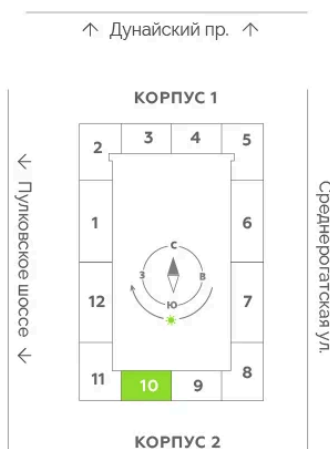 ↑ Дунайский пр. ↑
КОРПУС 1
2 3 4 5
1 6
12 7
11 10 9 8
С
З В
Ю
← Пулковское шоссе ←
Среднерогатская ул.
КОРПУС 2